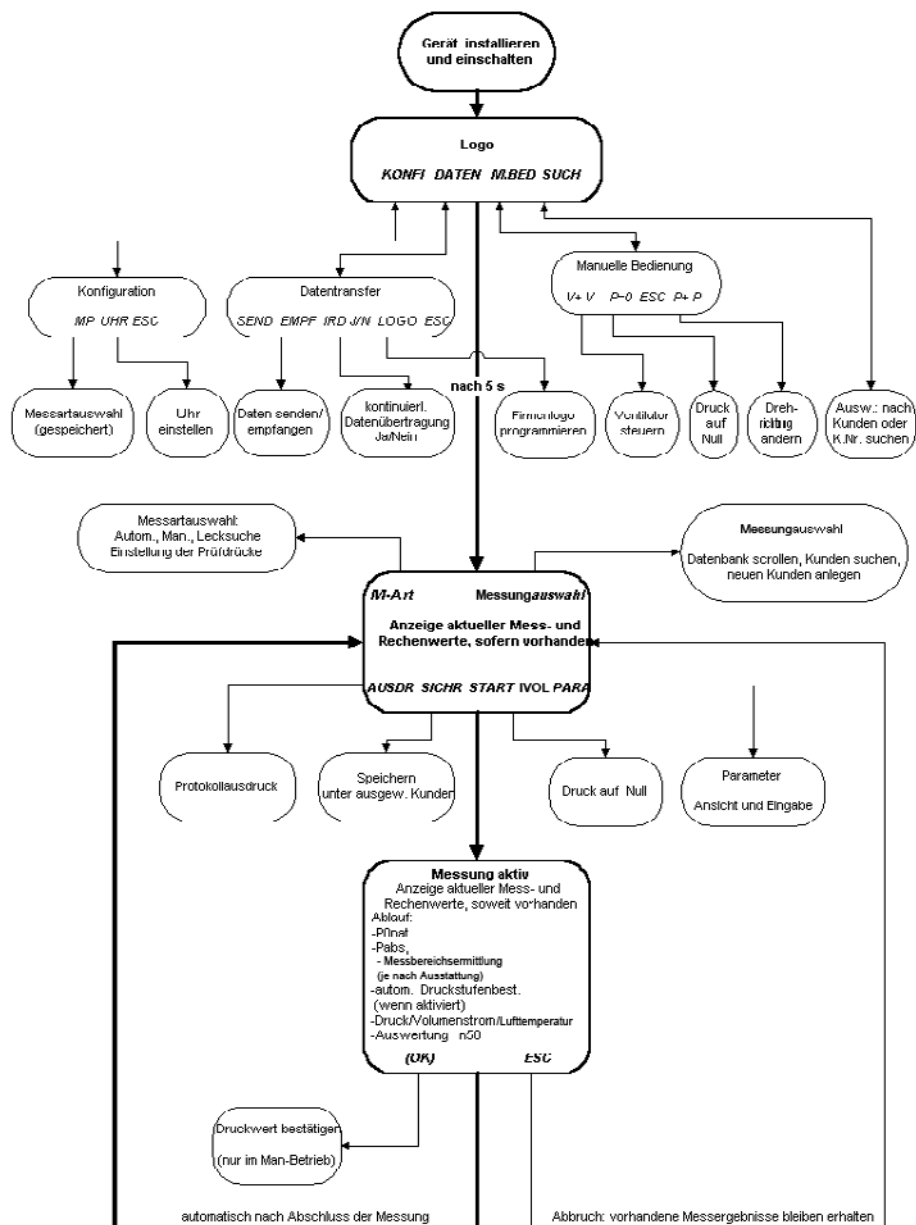 Gerät installieren
und einschalten
Logo
KONFI DATEN M.BED SUCH
Konfiguration
MP UHR ESC
Datentransfer
SEND EMPF IRD J/N LOGO ESC
Manuelle Bedienung
V+ V P-0 ESC P+ P
nach 5 s
Messartauswahl
(gespeichert)
Uhr
einstellen
Daten senden/
empfangen
kontinuierl.
Datenübertragung
Ja/Nein
Firmenlogo
programmieren
Ventilator
steuern
Druck
auf
Null
Dreh-
richtung
ändern
Ausw.: nach
Kunden oder
K.Nr. suchen
Messartauswahl:
Autom., Man., Lecksuche
Einstellung der Prüfdrücke
Messungauswahl
Datenbank scrollen, Kunden suchen,
neuen Kunden anlegen
M-Art Messungauswahl
Anzeige aktueller Mess- und
Rechenwerte, sofern vorhanden
AUSDR SICHR START IVOL PARA
Protokollausdruck
Speichern
unter ausgew. Kunden
Druck auf Null
Parameter
Ansicht und Eingabe
Messung aktiv
Anzeige aktueller Mess- und
Rechenwerte, soweit vorhanden
Ablauf:
-P0nat
-Pabs,
- Messbereichsermittlung
(je nach Ausstattung)
-autom. Druckstufenbest.
(wenn aktiviert)
-Druck/Volumenstrom/Lufttemperatur
-Auswertung n50
(OK) ESC
Druckwert bestätigen
(nur im Man-Betrieb)
automatisch nach Abschluss der Messung
Abbruch: vorhandene Messergebnisse bleiben erhalten